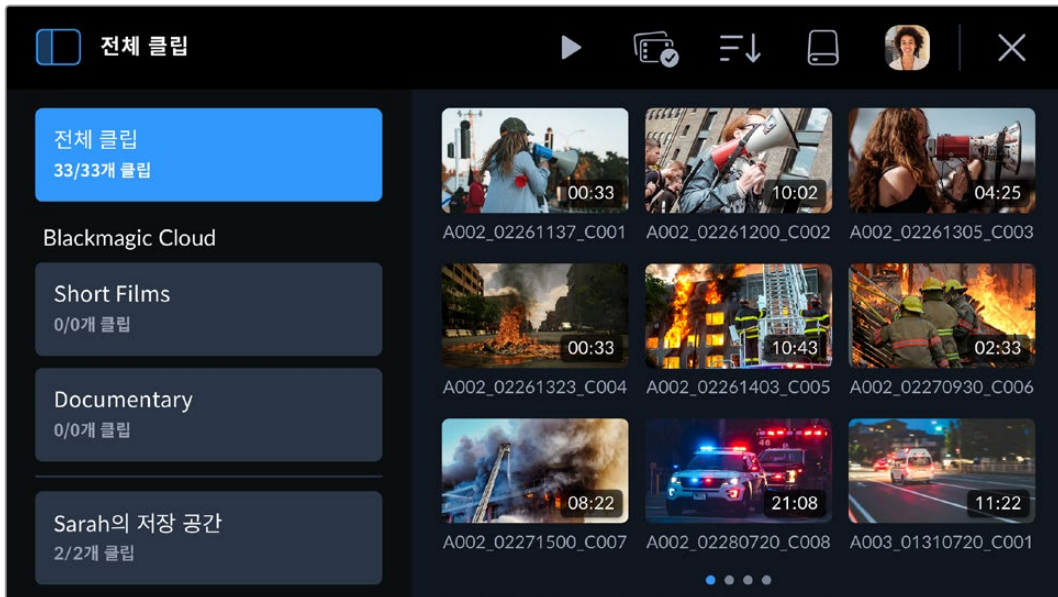 전체 클립
전체 클립
33/33개 클립
Blackmagic Cloud
Short Films
0/0개 클립
Documentary
0/0개 클립
Sarah의 저장 공간
2/2개 클립
00:33
10:02
04:25
A002_02261137_C001
A002_02261200_C002
A002_02261305_C003
00:33
10:43
02:33
A002_02261323_C004
A002_02261403_C005
A002_02270930_C006
08:22
21:08
11:22
A002_02271500_C007
A002_02280720_C008
A003_01310720_C001